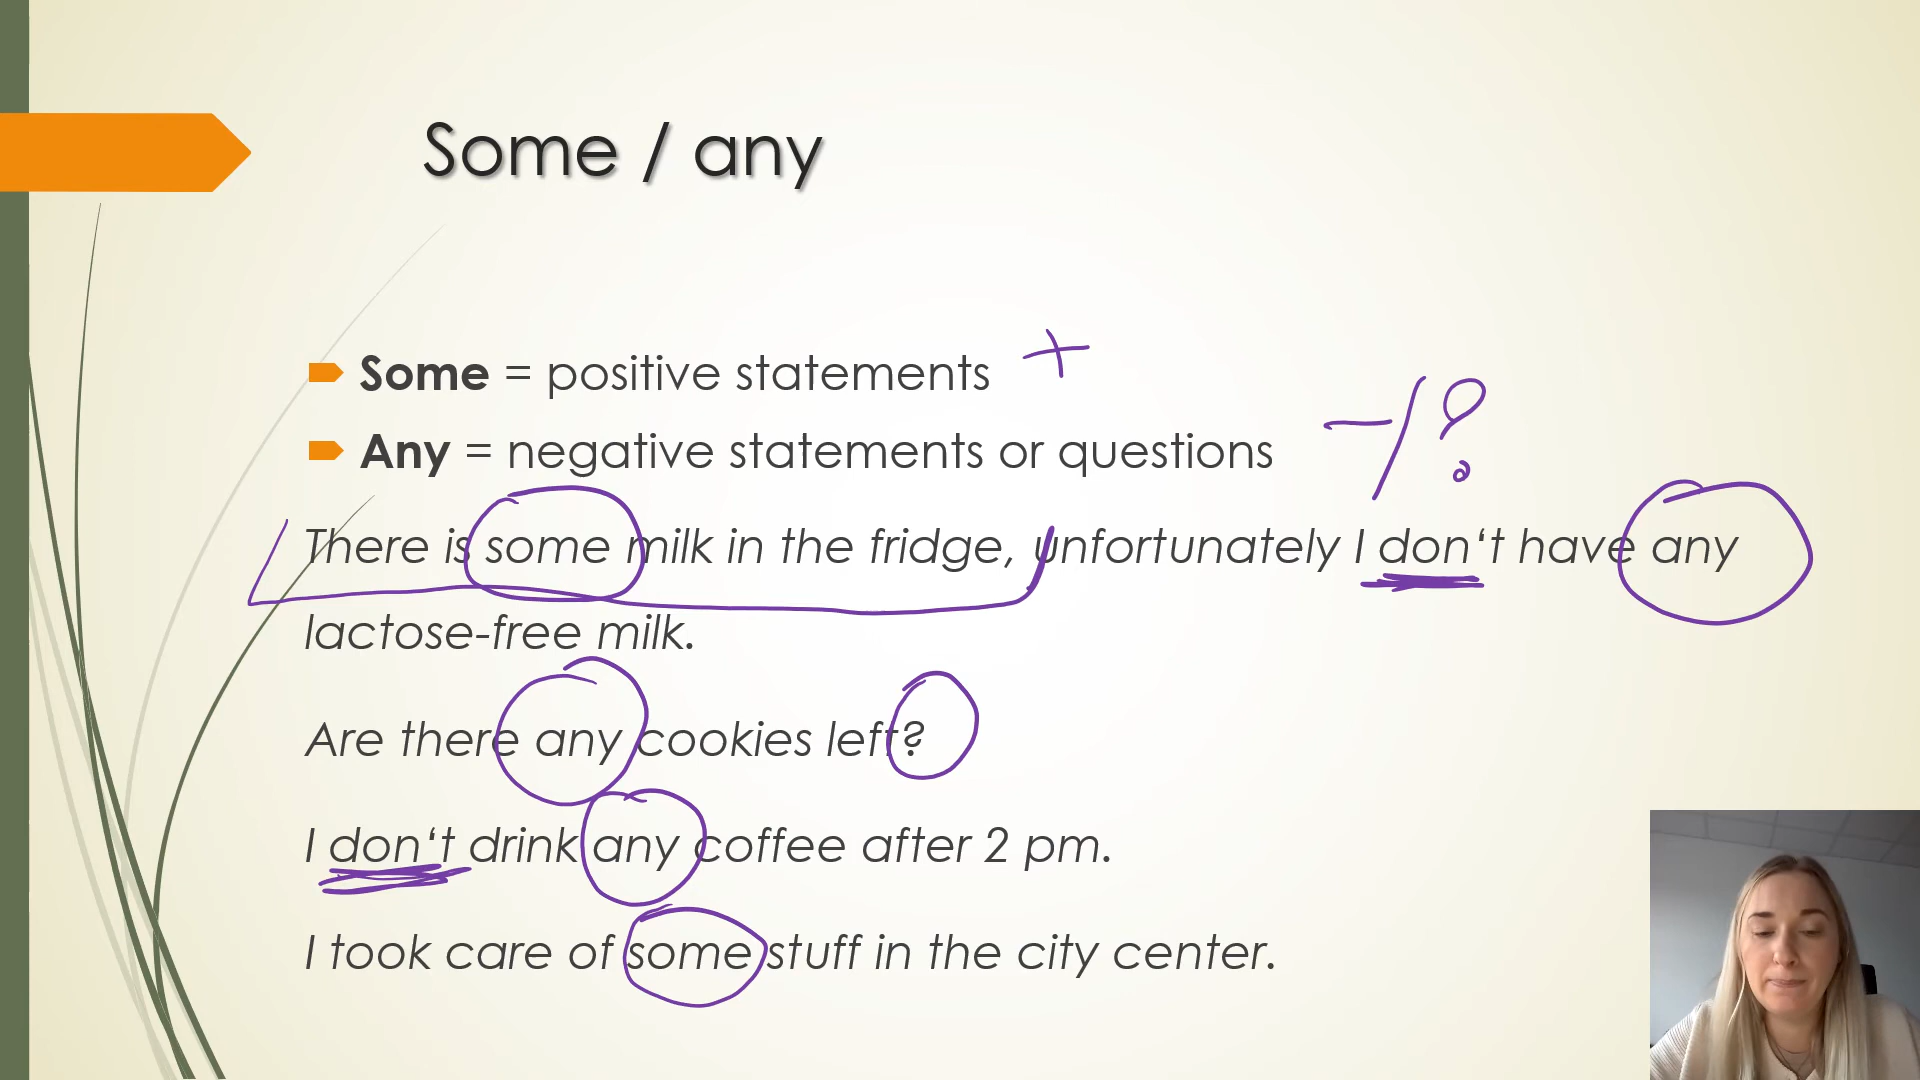 Some / any
Some = positive statements +
Any = negative statements or questions - / ?
There is some milk in the fridge, unfortunately I don‘t have any
lactose-free milk.
Are there any cookies left?
I don‘t drink any coffee after 2 pm.
I took care of some stuff in the city center.